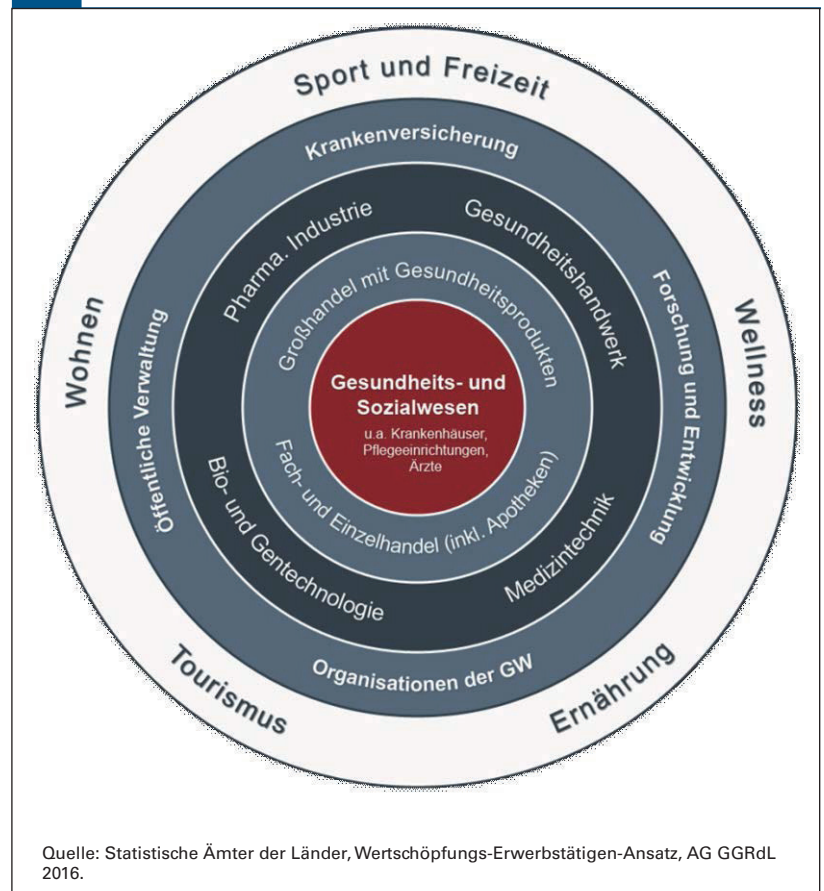 Sport und Freizeit
Krankenversicherung
Pharma. Industrie
Gesundheitshandwerk
Großhandel mit Gesundheitsprodukten
Wohnen
Öffentliche Verwaltung
Gesundheits- und
Sozialwesen
u.a. Krankenhäuser,
Pflegeeinrichtungen,
Ärzte
Forschung und Entwicklung
Wellness
Fach- und Einzelhandel (inkl. Apotheken)
Bio- und Gentechnologie
Medizintechnik
Organisationen der GW
Tourismus
Ernährung
Quelle: Statistische Ämter der Länder, Wertschöpfungs-Erwerbstätigen-Ansatz, AG GGRdL
2016.